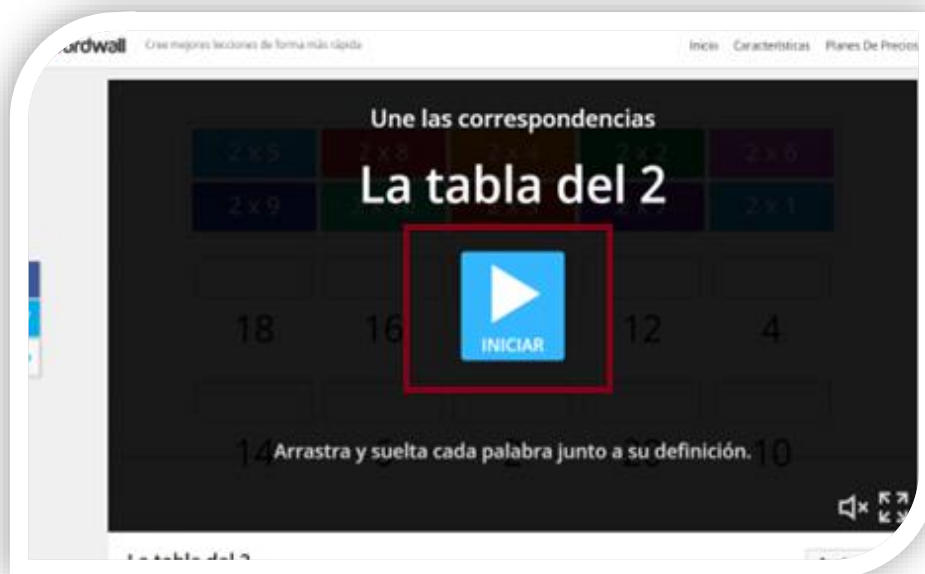 ordwall Cree mejores lecciones de forma más rápida Inicio Características Planes De Precios
Une las correspondencias
2 x 5 2 x 8 2 x 2 2 x 6
La tabla del 2
2 x 9 2 x 1
18 16 12 4
INICIAR
14 10
Arrastra y suelta cada palabra junto a su definición.
La tabla del 2